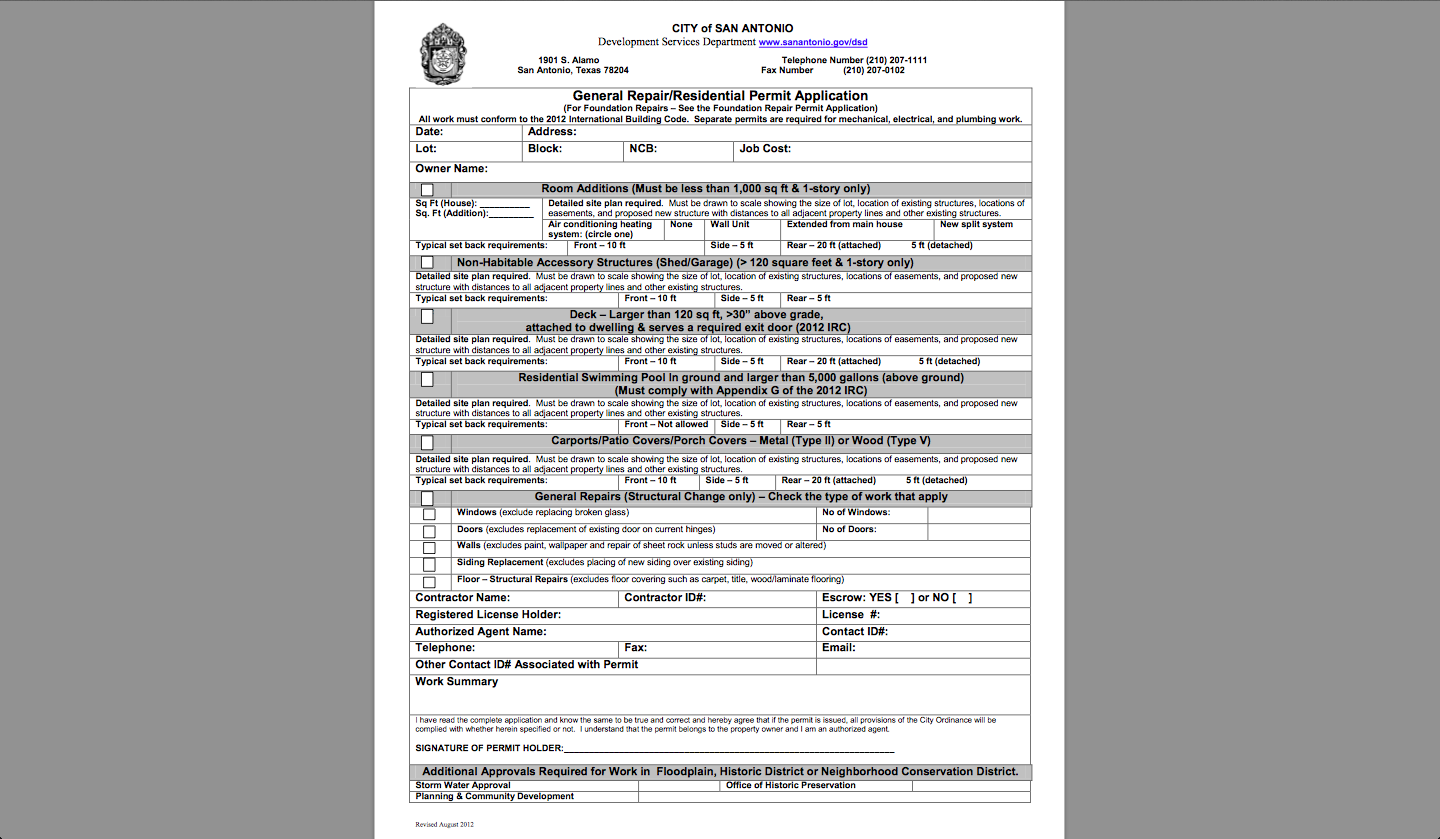 CITY of SAN ANTONIO
Development Services Department www.sanantonio.gov/dsd
1901 S. Alamo Telephone Number (210) 207-1111
San Antonio, Texas 78204 Fax Number (210) 207-0102
General Repair/Residential Permit Application
(For Foundation Repairs – See the Foundation Repair Permit Application)
All work must conform to the 2012 International Building Code. Separate permits are required for mechanical, electrical, and plumbing work.
Date: Address:
Lot: Block: NCB: Job Cost:
Owner Name:
Room Additions (Must be less than 1,000 sq ft & 1-story only)
Sq Ft (House): __________
Sq. Ft (Addition):_________
Detailed site plan required. Must be drawn to scale showing the size of lot, location of existing structures, locations of
easements, and proposed new structure with distances to all adjacent property lines and other existing structures.
Air conditioning heating
system: (circle one)
None Wall Unit Extended from main house New split system
Typical set back requirements: Front – 10 ft Side – 5 ft Rear – 20 ft (attached) 5 ft (detached)
Non-Habitable Accessory Structures (Shed/Garage) (> 120 square feet & 1-story only)
Detailed site plan required. Must be drawn to scale showing the size of lot, location of existing structures, locations of easements, and proposed new
structure with distances to all adjacent property lines and other existing structures.
Typical set back requirements: Front – 10 ft Side – 5 ft Rear – 5 ft
Deck – Larger than 120 sq ft, >30” above grade,
attached to dwelling & serves a required exit door (2012 IRC)
Detailed site plan required. Must be drawn to scale showing the size of lot, location of existing structures, locations of easements, and proposed new
structure with distances to all adjacent property lines and other existing structures.
Typical set back requirements: Front – 10 ft Side – 5 ft Rear – 20 ft (attached) 5 ft (detached)
Residential Swimming Pool In ground and larger than 5,000 gallons (above ground)
(Must comply with Appendix G of the 2012 IRC)
Detailed site plan required. Must be drawn to scale showing the size of lot, location of existing structures, locations of easements, and proposed new
structure with distances to all adjacent property lines and other existing structures.
Typical set back requirements: Front – Not allowed Side – 5 ft Rear – 5 ft
Carports/Patio Covers/Porch Covers – Metal (Type II) or Wood (Type V)
Detailed site plan required. Must be drawn to scale showing the size of lot, location of existing structures, locations of easements, and proposed new
structure with distances to all adjacent property lines and other existing structures.
Typical set back requirements: Front – 10 ft Side – 5 ft Rear – 20 ft (attached) 5 ft (detached)
General Repairs (Structural Change only) – Check the type of work that apply
Windows (exclude replacing broken glass) No of Windows:
Doors (excludes replacement of existing door on current hinges) No of Doors:
Walls (excludes paint, wallpaper and repair of sheet rock unless studs are moved or altered)
Siding Replacement (excludes placing of new siding over existing siding)
Floor – Structural Repairs (excludes floor covering such as carpet, title, wood/laminate flooring)
Contractor Name: Contractor ID#: Escrow: YES [ ] or NO [ ]
Registered License Holder: License #:
Authorized Agent Name: Contact ID#:
Telephone: Fax: Email:
Other Contact ID# Associated with Permit
Work Summary
I have read the complete application and know the same to be true and correct and hereby agree that if the permit is issued, all provisions of the City Ordinance will be
complied with whether herein specified or not. I understand that the permit belongs to the property owner and I am an authorized agent.
SIGNATURE OF PERMIT HOLDER:____________________________________________________________
Additional Approvals Required for Work in Floodplain, Historic District or Neighborhood Conservation District.
Storm Water Approval Office of Historic Preservation
Planning & Community Development
Revised August 2012